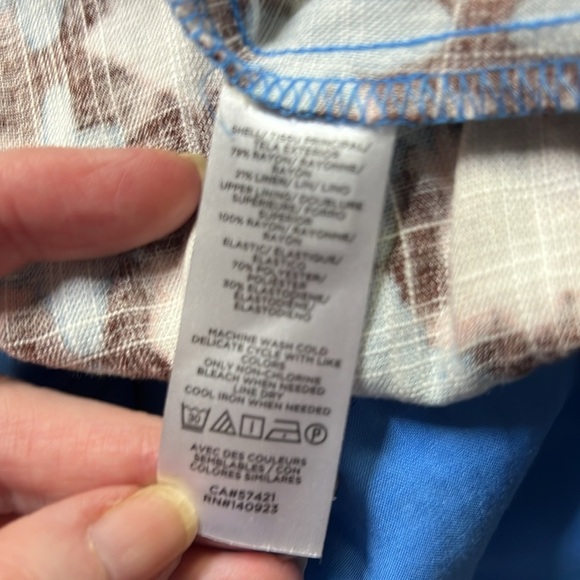 SHELL/TISSU PRINCIPAL/
TELA EXTERIOR
79% RAYON/RAYONNE/
RAYON
21% LINEN/LIN/LINO
UPPER LINING/DOUBLURE
SUPÉRIEURE/FORRO
SUPERIOR
100% RAYON/RAYONNE/
RAYON
ELASTIC/ÉLASTIQUE/
ELÁSTICO
70% POLYESTER/
POLIÉSTER
30% ELASTODIENE/
ÉLASTODIÈNE/
ELASTODIENO
MACHINE WASH COLD
DELICATE CYCLE WITH LIKE
COLORS
ONLY NON-CHLORINE
BLEACH WHEN NEEDED
LINE DRY
COOL IRON WHEN NEEDED
30 P
AVEC DES COULEURS
SEMBLABLES/CON
COLORES SIMILARES
CA#57421
RN#140923